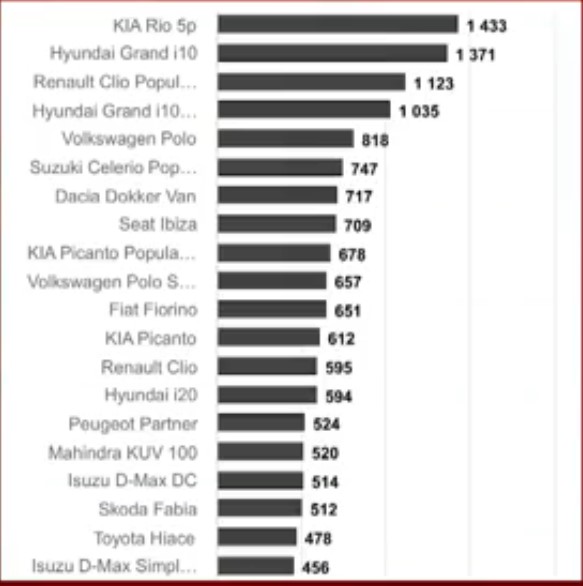 KIA Rio 5p 1 433
Hyundai Grand i10 1 371
Renault Clio Popul... 1 123
Hyundai Grand i10... 1 035
Volkswagen Polo 818
Suzuki Celerio Pop... 747
Dacia Dokker Van 717
Seat Ibiza 709
KIA Picanto Popula... 678
Volkswagen Polo S... 657
Fiat Fiorino 651
KIA Picanto 612
Renault Clio 595
Hyundai i20 594
Peugeot Partner 524
Mahindra KUV 100 520
Isuzu D-Max DC 514
Skoda Fabia 512
Toyota Hiace 478
Isuzu D-Max Simpl... 456